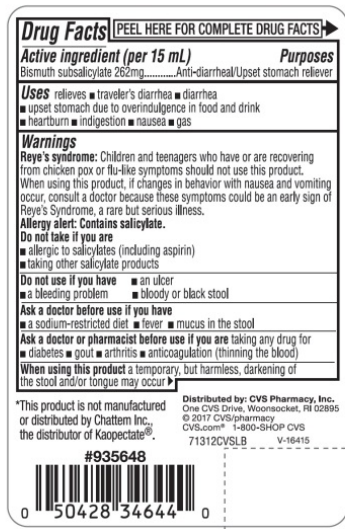 Drug Facts PEEL HERE FOR COMPLETE DRUG FACTS
Active ingredient (per 15 mL) Purposes
Bismuth subsalicylate 262mg............Anti-diarrheal/Upset stomach reliever
Uses relieves ■ traveler's diarrhea ■ diarrhea
■ upset stomach due to overindulgence in food and drink
■ heartburn ■ indigestion ■ nausea ■ gas
Warnings
Reye's syndrome: Children and teenagers who have or are recovering
from chicken pox or flu-like symptoms should not use this product.
When using this product, if changes in behavior with nausea and vomiting
occur, consult a doctor because these symptoms could be an early sign of
Reye's Syndrome, a rare but serious illness.
Allergy alert: Contains salicylate.
Do not take if you are
■ allergic to salicylates (including aspirin)
■ taking other salicylate products
Do not use if you have ■ an ulcer
■ a bleeding problem ■ bloody or black stool
Ask a doctor before use if you have
■ a sodium-restricted diet ■ fever ■ mucus in the stool
Ask a doctor or pharmacist before use if you are taking any drug for
■ diabetes ■ gout ■ arthritis ■ anticoagulation (thinning the blood)
When using this product a temporary, but harmless, darkening of
the stool and/or tongue may occur
*This product is not manufactured
or distributed by Chattem Inc.,
the distributor of Kaopectate®.
Distributed by: CVS Pharmacy, Inc.
One CVS Drive, Woonsocket, RI 02895
© 2017 CVS/pharmacy
CVS.com® 1-800-SHOP CVS
71312CVSLB V-16415
#935648
0 50428 34644 0